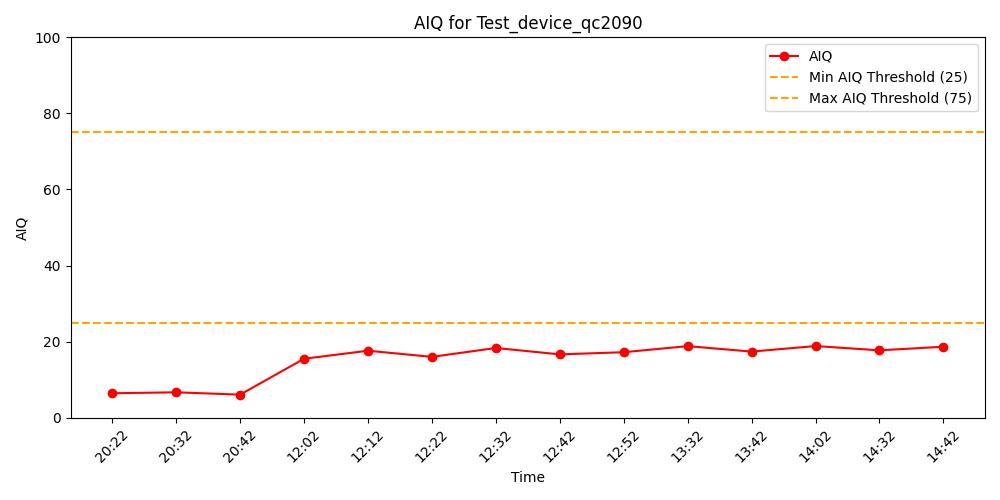 AIQ for Test_device_qc2090
AIQ
Min AIQ Threshold (25)
Max AIQ Threshold (75)
100
80
60
40
20
0
AIQ
20:22 20:32 20:42 12:02 12:12 12:22 12:32 12:42 12:52 13:32 13:42 14:02 14:32 14:42
Time